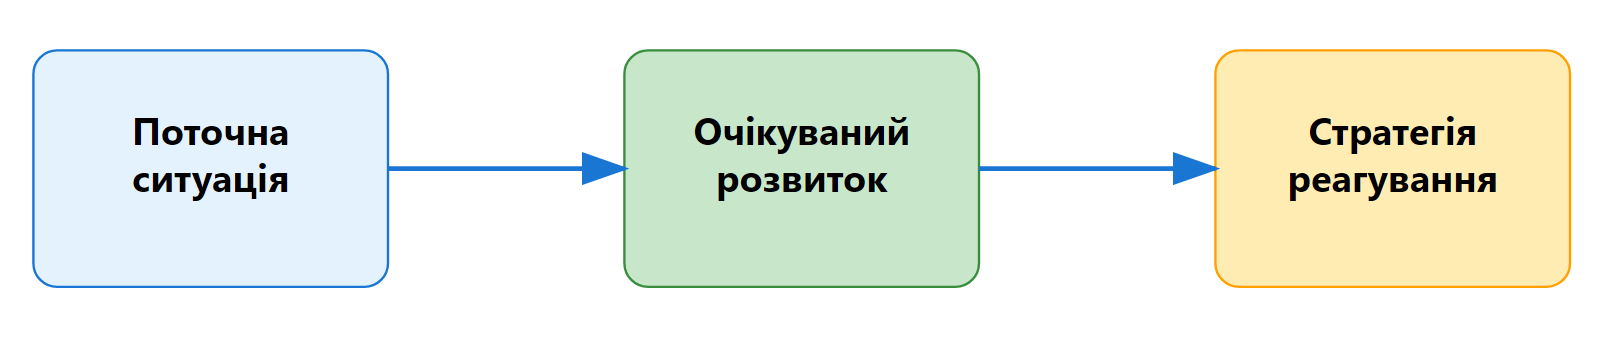 Поточна
ситуація
Очікуваний
розвиток
Стратегія
реагування